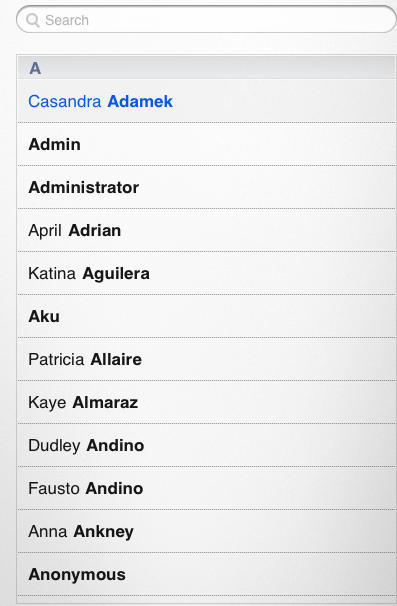 Search
A
Casandra Adamek
Admin
Administrator
April Adrian
Katina Aguilera
Aku
Patricia Allaire
Kaye Almaraz
Dudley Andino
Fausto Andino
Anna Ankney
Anonymous